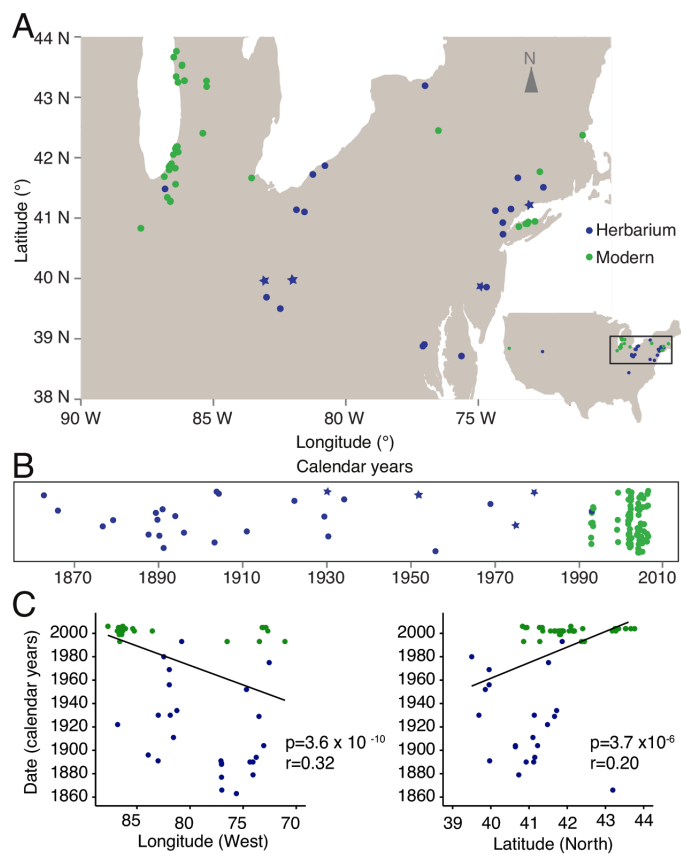 A
44 N
43 N
42 N
41 N
40 N
39 N
38 N
Latitude (°)
N
Herbarium
Modern
90 W
85 W
80 W
75 W
Longitude (°)
B
Calendar years
1870
1890
1910
1930
1950
1970
1990
2010
C
Date (calendar years)
2000
1980
1960
1940
1920
1900
1880
1860
p=3.6 x 10 -10
r=0.32
85
80
75
70
Longitude (West)
2000
1980
1960
1940
1920
1900
1880
1860
p=3.7 x10-6
r=0.20
39
40
41
42
43
44
Latitude (North)